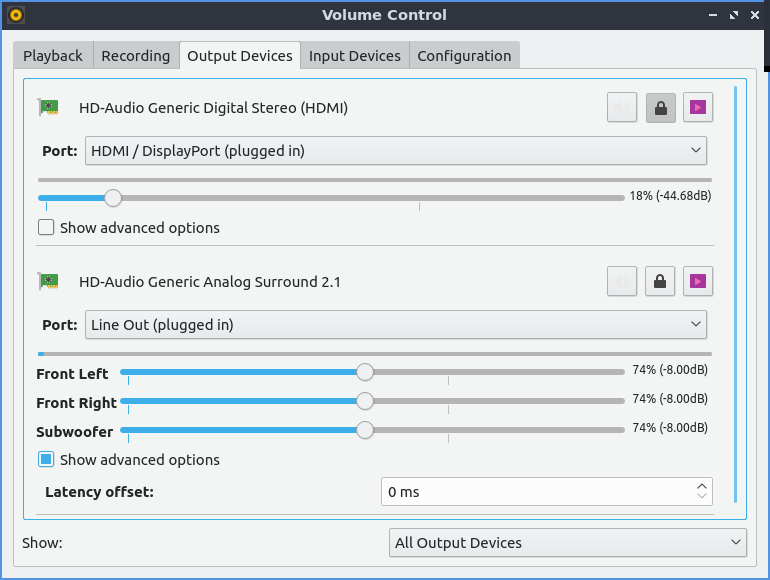 Volume Control
Playback Recording Output Devices Input Devices Configuration
HD-Audio Generic Digital Stereo (HDMI)
Port: HDMI / DisplayPort (plugged in)
18% (-44.68dB)
Show advanced options
HD-Audio Generic Analog Surround 2.1
Port: Line Out (plugged in)
Front Left 74% (-8.00dB)
Front Right 74% (-8.00dB)
Subwoofer 74% (-8.00dB)
Show advanced options
Latency offset: 0 ms
Show: All Output Devices